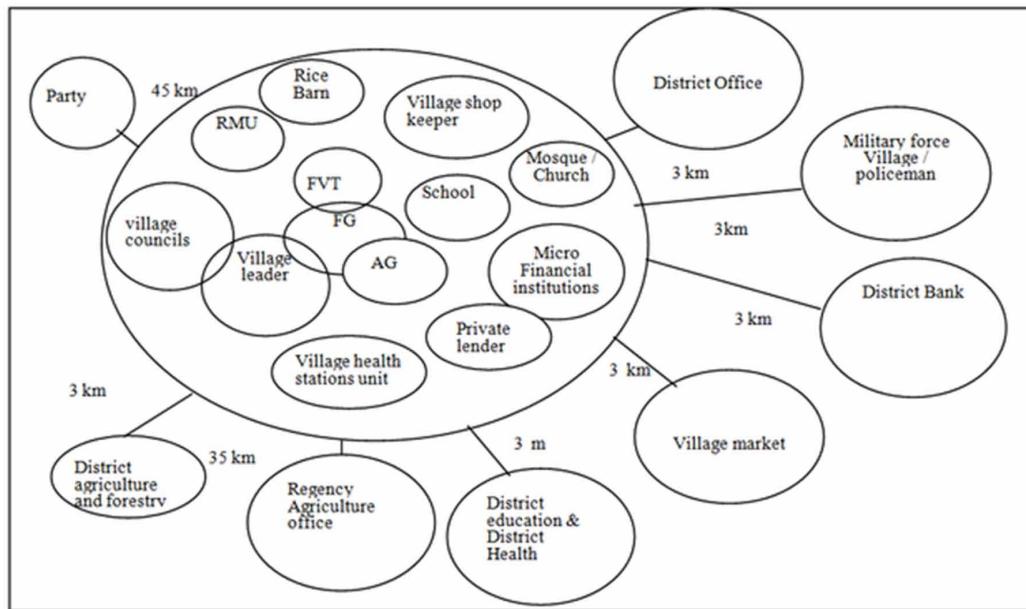 Party
45 km
Rice
Barn
RMU
Village shop
keeper
District Office
Mosque /
Church
3 km
Military force
Village /
policeman
FVT
School
FG
village
councils
Village
leader
AG
Micro
Financial
institutions
3km
District Bank
3 km
Private
lender
Village health
stations unit
3 km
Village market
3 km
District
agriculture
and forestry
35 km
Regency
Agriculture
office
3 m
District
education &
District
Health